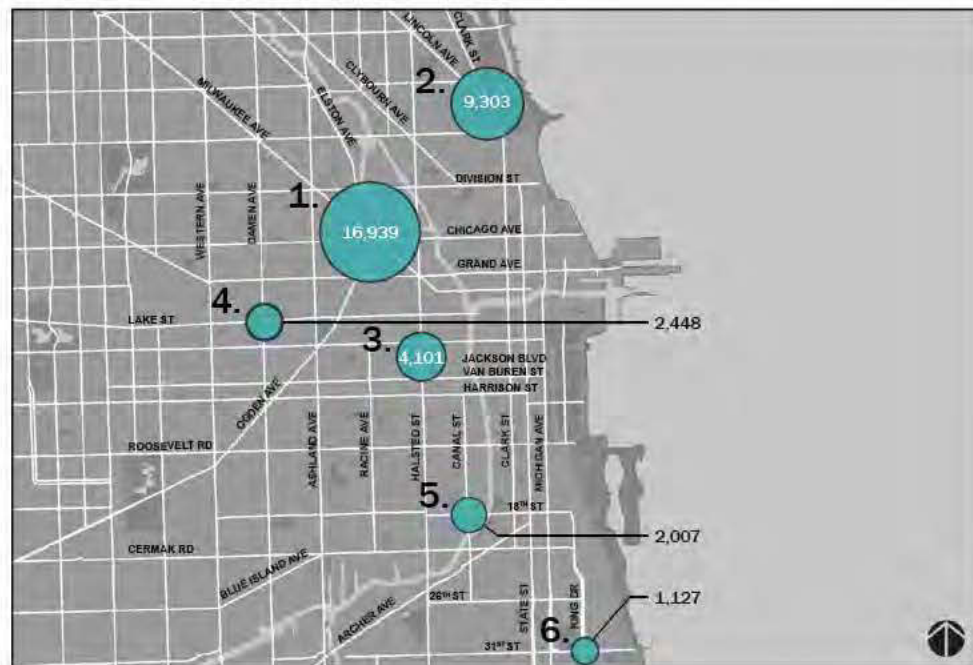 LINCOLN AVE
CLARK ST
CLYBOURN AVE
ELSTON AVE
MILWAUKEE AVE
2.
9,303
DIVISION ST
WESTERN AVE
DAMEN AVE
1.
16,939
CHICAGO AVE
GRAND AVE
4.
LAKE ST
2,448
3.
4,101
JACKSON BLVD
VAN BUREN ST
HARRISON ST
OGDEN AVE
ROOSEVELT RD
ASHLAND AVE
RACINE AVE
HALSTED ST
CANAL ST
CLARK ST
MICHIGAN AVE
5.
18TH ST
2,007
CERMAK RD
BLUE ISLAND AVE
ARCHER AVE
26TH ST
STATE ST
KING DR
1,127
6.
31ST ST